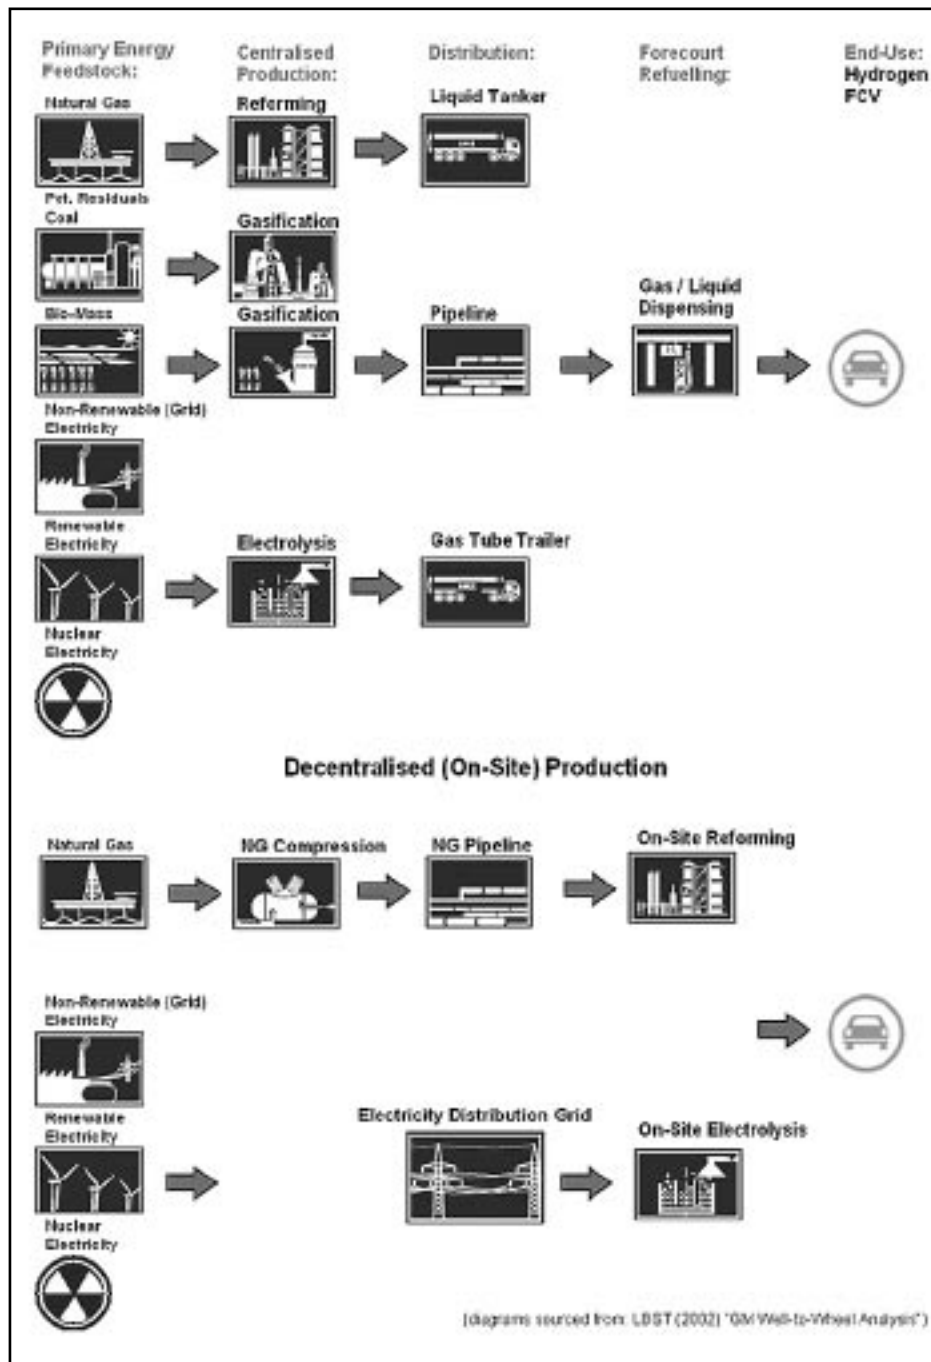 Primary Energy
Feedstock:
Centralised
Production:
Distribution:
Forecourt
Refuelling:
End-Use:
Hydrogen
FCV
Natural Gas
Reforming
Liquid Tanker
Pet. Residuals
Coal
Gasification
Bio-Mass
Gasification
Pipeline
Gas / Liquid
Dispensing
Non-Renewable (Grid)
Electricity
Renewable
Electricity
Electrolysis
Gas Tube Trailer
Nuclear
Electricity
Decentralised (On-Site) Production
Natural Gas
NG Compression
NG Pipeline
On-Site Reforming
Non-Renewable (Grid)
Electricity
Renewable
Electricity
Electricity Distribution Grid
On-Site Electrolysis
Nuclear
Electricity
(diagrams sourced from: LBST (2002) "GM Well-to-Wheel Analysis")